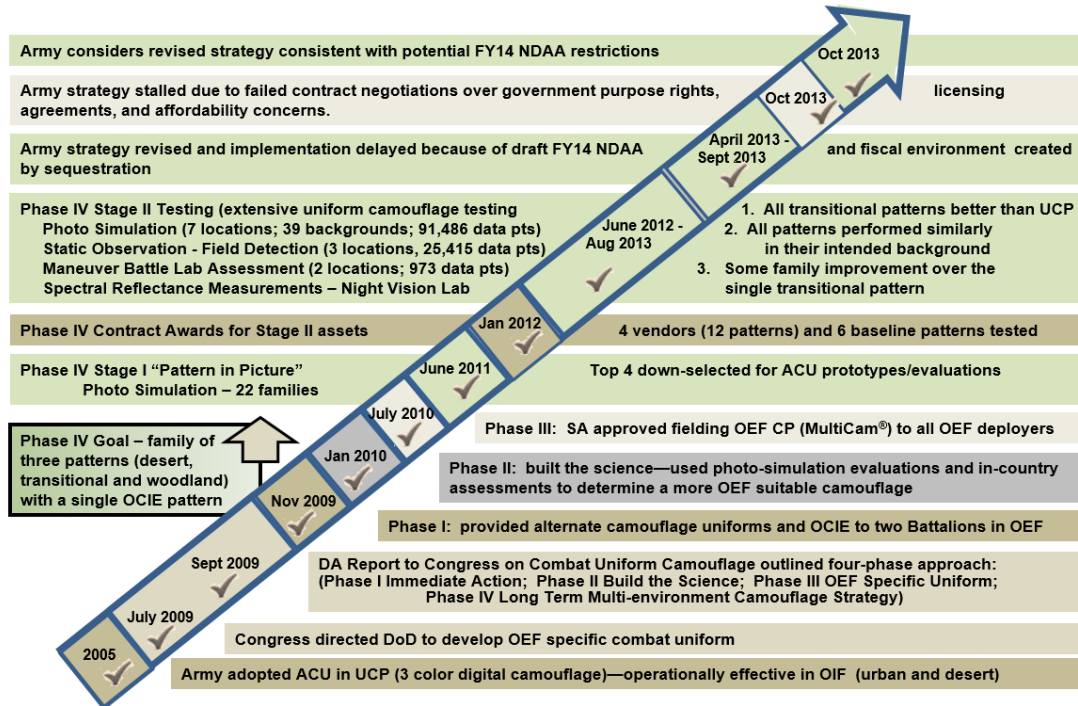 Army considers revised strategy consistent with potential FY14 NDAA restrictions
Oct 2013
Army strategy stalled due to failed contract negotiations over government purpose rights, licensing
agreements, and affordability concerns.
Oct 2013
Army strategy revised and implementation delayed because of draft FY14 NDAA and fiscal environment created
by sequestration
April 2013 -
Sept 2013
Phase IV Stage II Testing (extensive uniform camouflage testing
Photo Simulation (7 locations; 39 backgrounds; 91,486 data pts)
Static Observation - Field Detection (3 locations, 25,415 data pts)
Maneuver Battle Lab Assessment (2 locations; 973 data pts)
Spectral Reflectance Measurements – Night Vision Lab
June 2012 -
Aug 2013
1. All transitional patterns better than UCP
2. All patterns performed similarly
in their intended background
3. Some family improvement over the
single transitional pattern
Phase IV Contract Awards for Stage II assets
Jan 2012
4 vendors (12 patterns) and 6 baseline patterns tested
Phase IV Stage I “Pattern in Picture”
Photo Simulation – 22 families
June 2011
Top 4 down-selected for ACU prototypes/evaluations
July 2010
Phase III: SA approved fielding OEF CP (MultiCam®) to all OEF deployers
Phase IV Goal – family of
three patterns (desert,
transitional and woodland)
with a single OCIE pattern
Jan 2010
Phase II: built the science—used photo-simulation evaluations and in-country
assessments to determine a more OEF suitable camouflage
Nov 2009
Phase I: provided alternate camouflage uniforms and OCIE to two Battalions in OEF
Sept 2009
DA Report to Congress on Combat Uniform Camouflage outlined four-phase approach:
(Phase I Immediate Action; Phase II Build the Science; Phase III OEF Specific Uniform;
Phase IV Long Term Multi-environment Camouflage Strategy)
July 2009
Congress directed DoD to develop OEF specific combat uniform
2005
Army adopted ACU in UCP (3 color digital camouflage)—operationally effective in OIF (urban and desert)